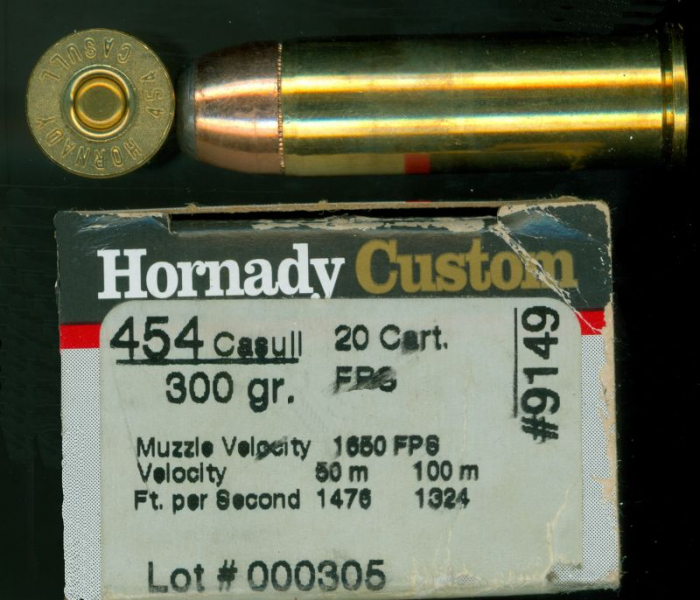 HORNADY
454 CASULL
Hornady Custom
454 Casull 20 Cart.
300 gr. FPS
#9149
Muzzle Velocity 1650 FPS
Velocity 50 m 100 m
Ft. per Second 1476 1324
Lot # 000305